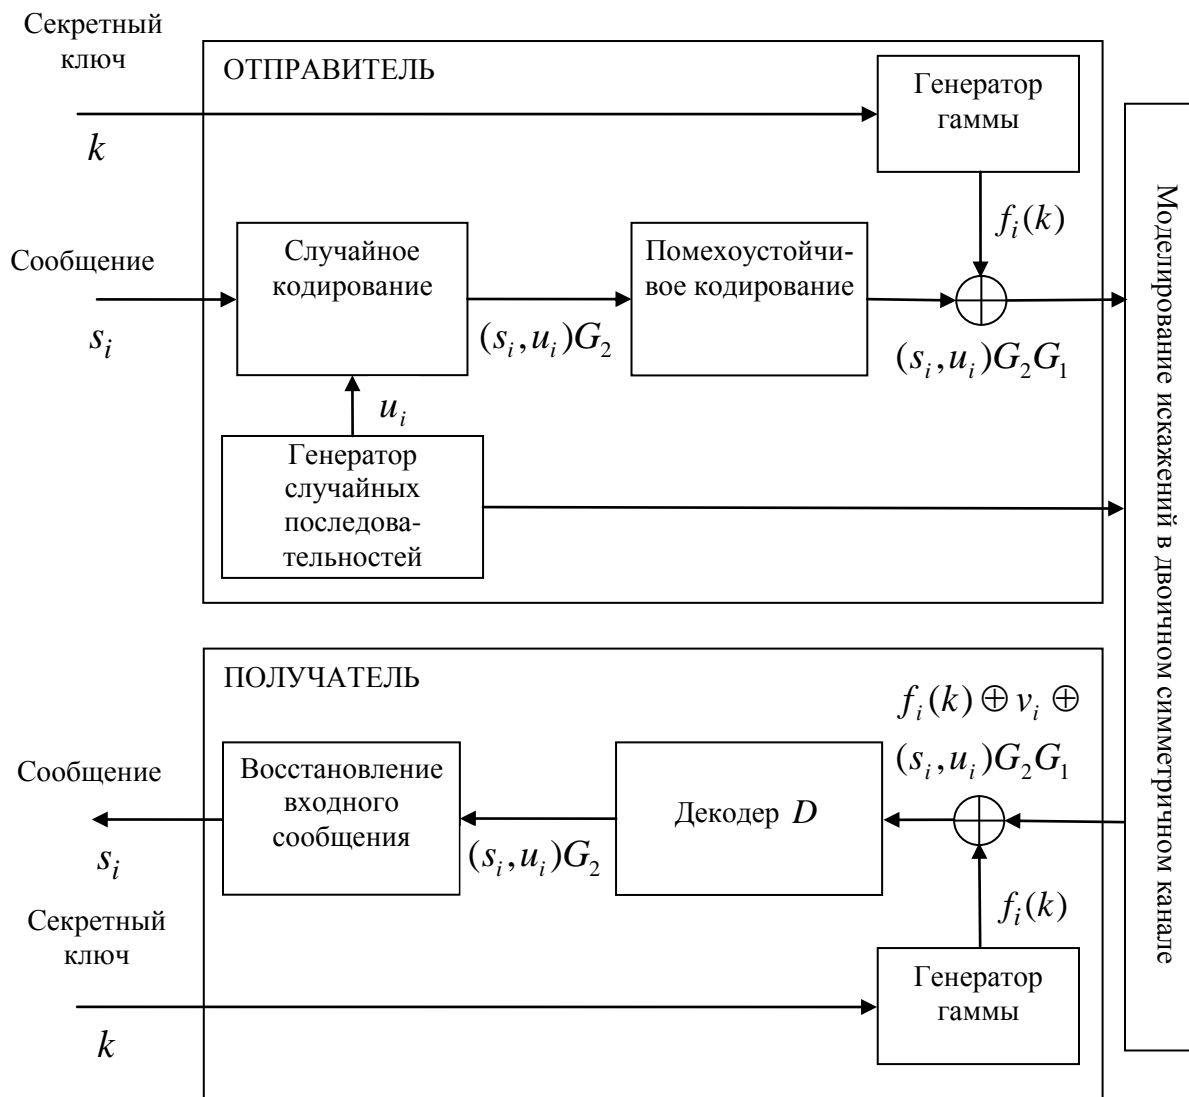 Секретный
ключ
k
ОТПРАВИТЕЛЬ
Генератор
гаммы
f_i(k)
Сообщение
s_i
Случайное
кодирование
(s_i, u_i)G_2
Помехоустойчи-
вое кодирование
(s_i, u_i)G_2G_1
u_i
Генератор
случайных
последова-
тельностей
Моделирование искажений в двоичном симметричном канале
ПОЛУЧАТЕЛЬ
f_i(k) ⊕ v_i ⊕
(s_i, u_i)G_2G_1
Сообщение
s_i
Восстановление
входного
сообщения
(s_i, u_i)G_2
Декодер D
f_i(k)
Секретный
ключ
k
Генератор
гаммы